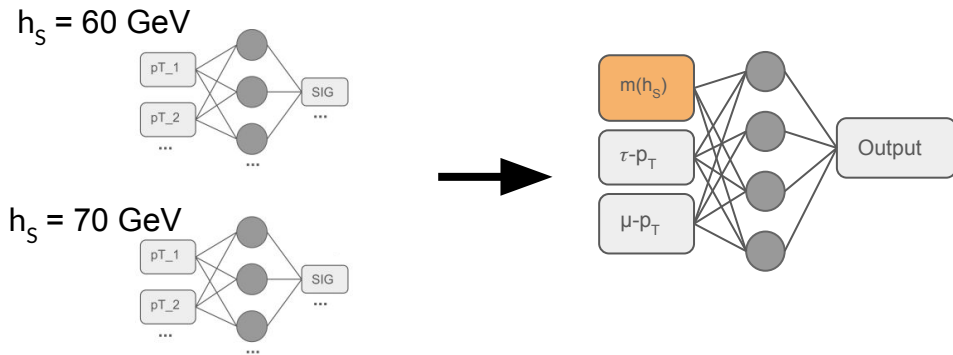 h_S = 60 GeV
pT_1
pT_2
...
...
SIG
...
h_S = 70 GeV
pT_1
pT_2
...
...
SIG
...
m(h_S)
τ-p_T
μ-p_T
Output